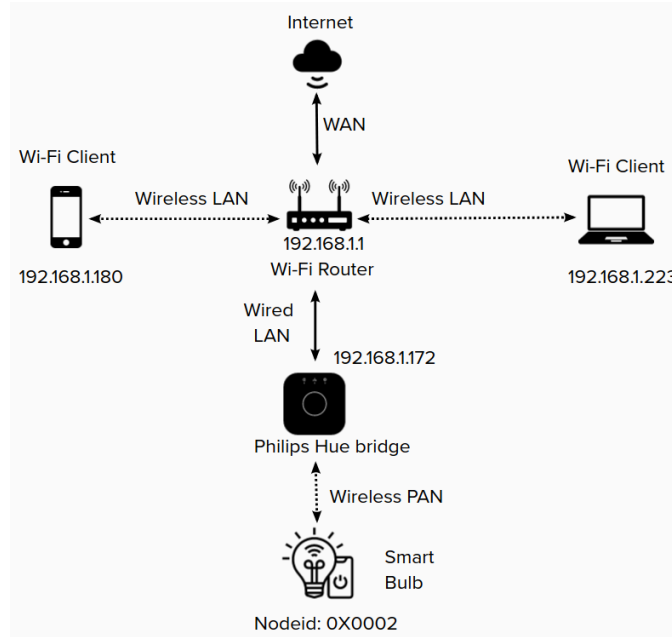 Internet
WAN
Wi-Fi Client
Wi-Fi Client
Wireless LAN
Wireless LAN
192.168.1.1
192.168.1.180
Wi-Fi Router
192.168.1.223
Wired
LAN
192.168.1.172
Philips Hue bridge
Wireless PAN
Smart
Bulb
Nodeid: 0X0002